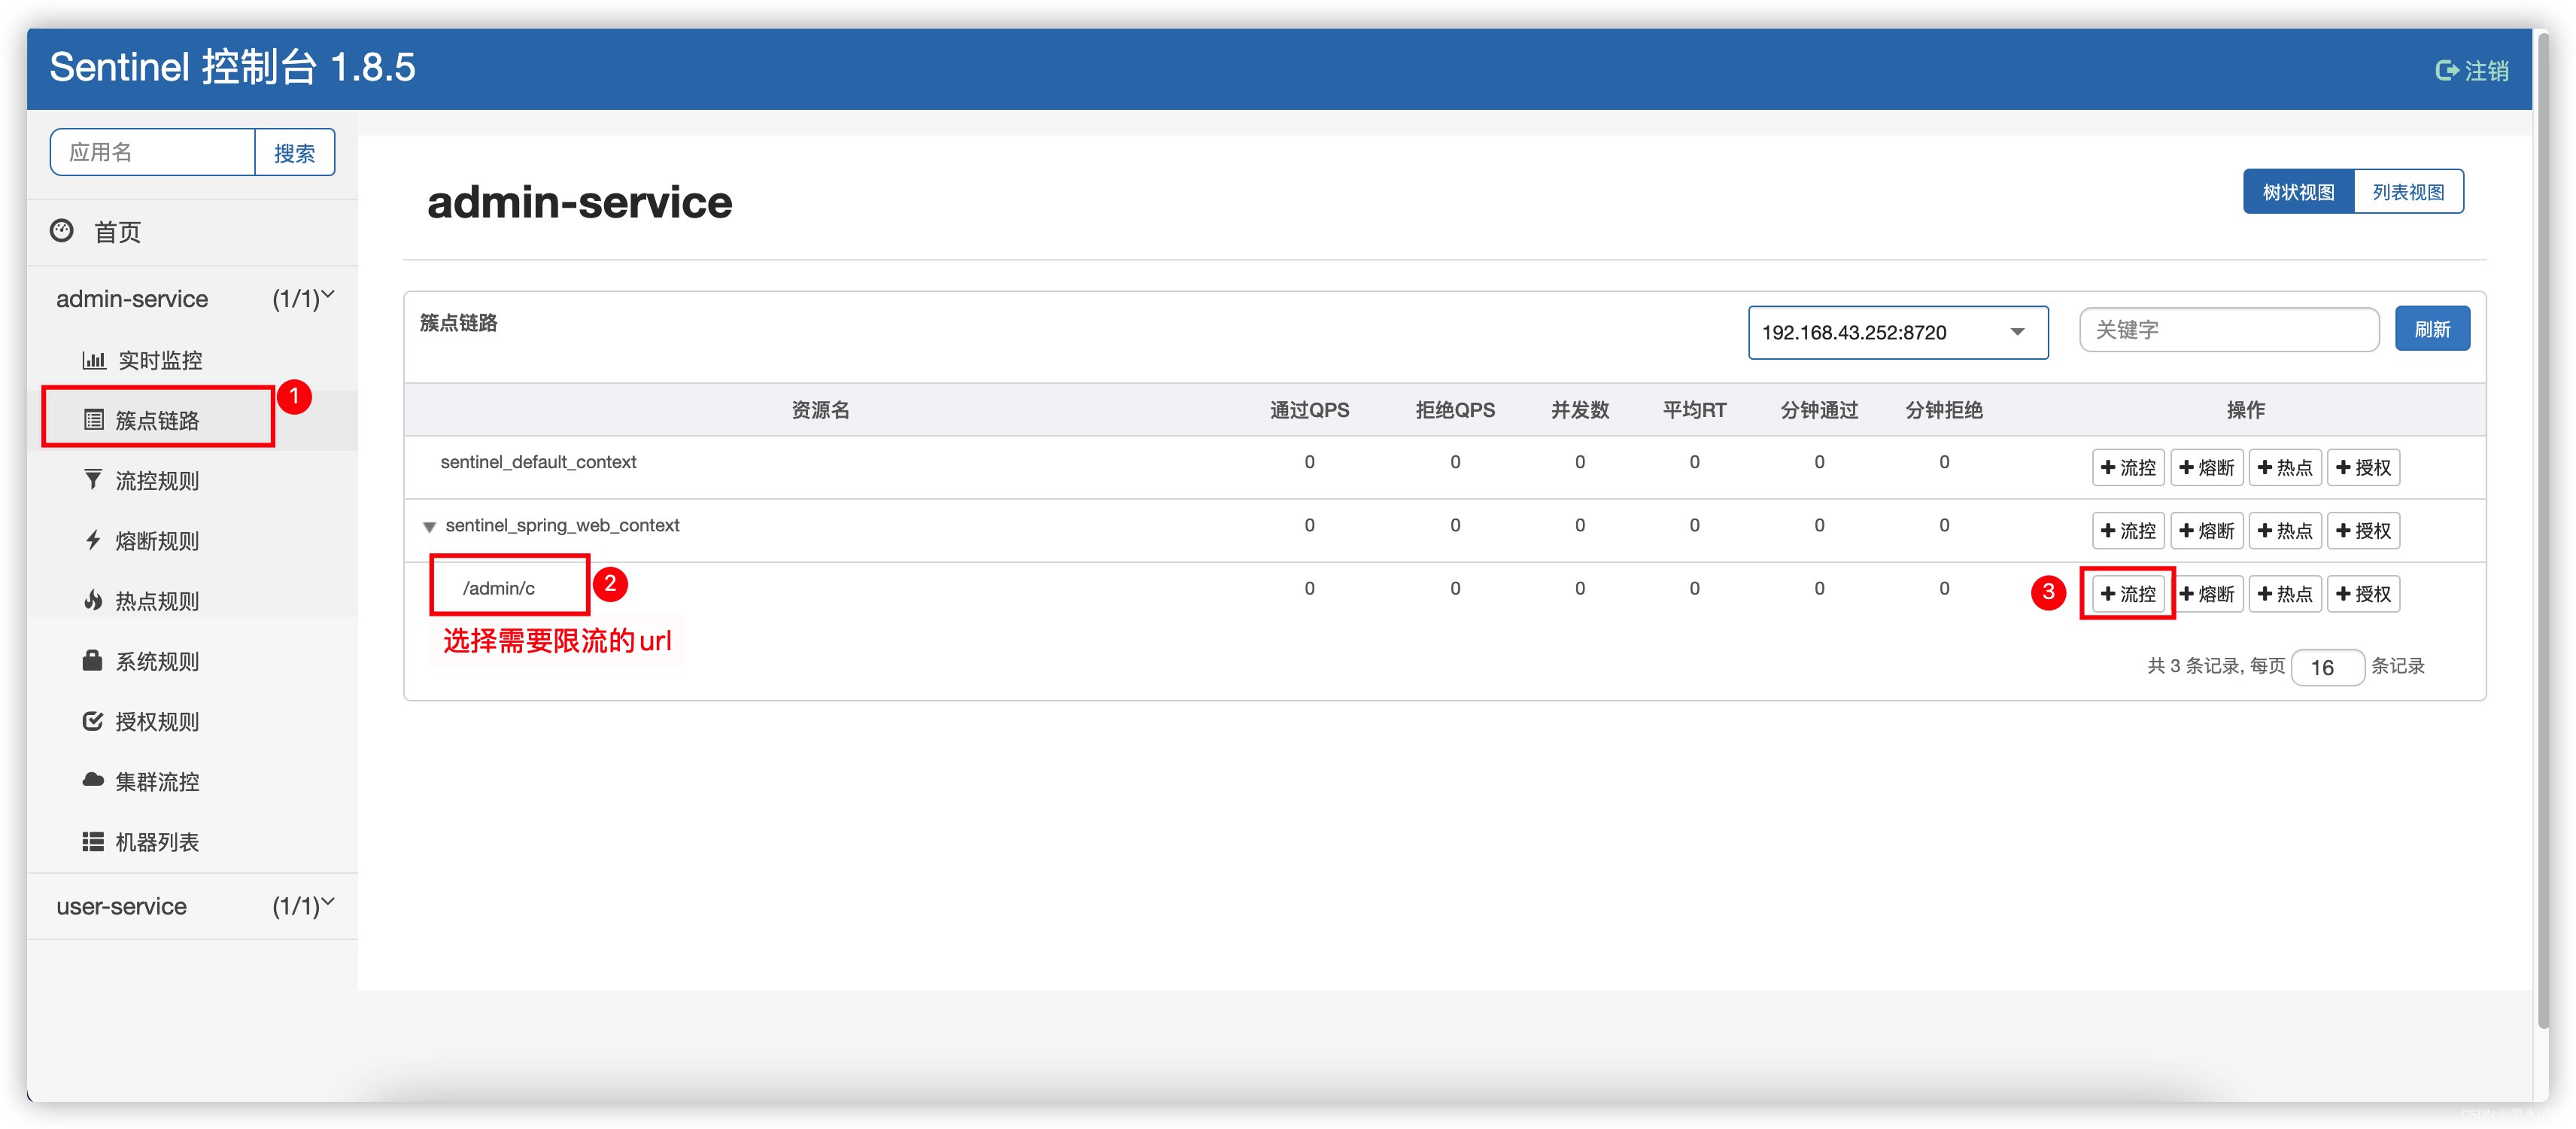 Sentinel 控制台 1.8.5
注销
应用名 搜索
首页
admin-service (1/1)
实时监控
簇点链路 1
流控规则
熔断规则
热点规则
系统规则
授权规则
集群流控
机器列表
user-service (1/1)
admin-service
树状视图 列表视图
簇点链路 192.168.43.252:8720 关键字 刷新
资源名 通过QPS 拒绝QPS 并发数 平均RT 分钟通过 分钟拒绝 操作
sentinel_default_context 0 0 0 0 0 0 流控 熔断 热点 授权
sentinel_spring_web_context 0 0 0 0 0 0 流控 熔断 热点 授权
/admin/c 2 0 0 0 0 0 0 3 流控 熔断 热点 授权
选择需要限流的url
共 3 条记录, 每页 16 条记录